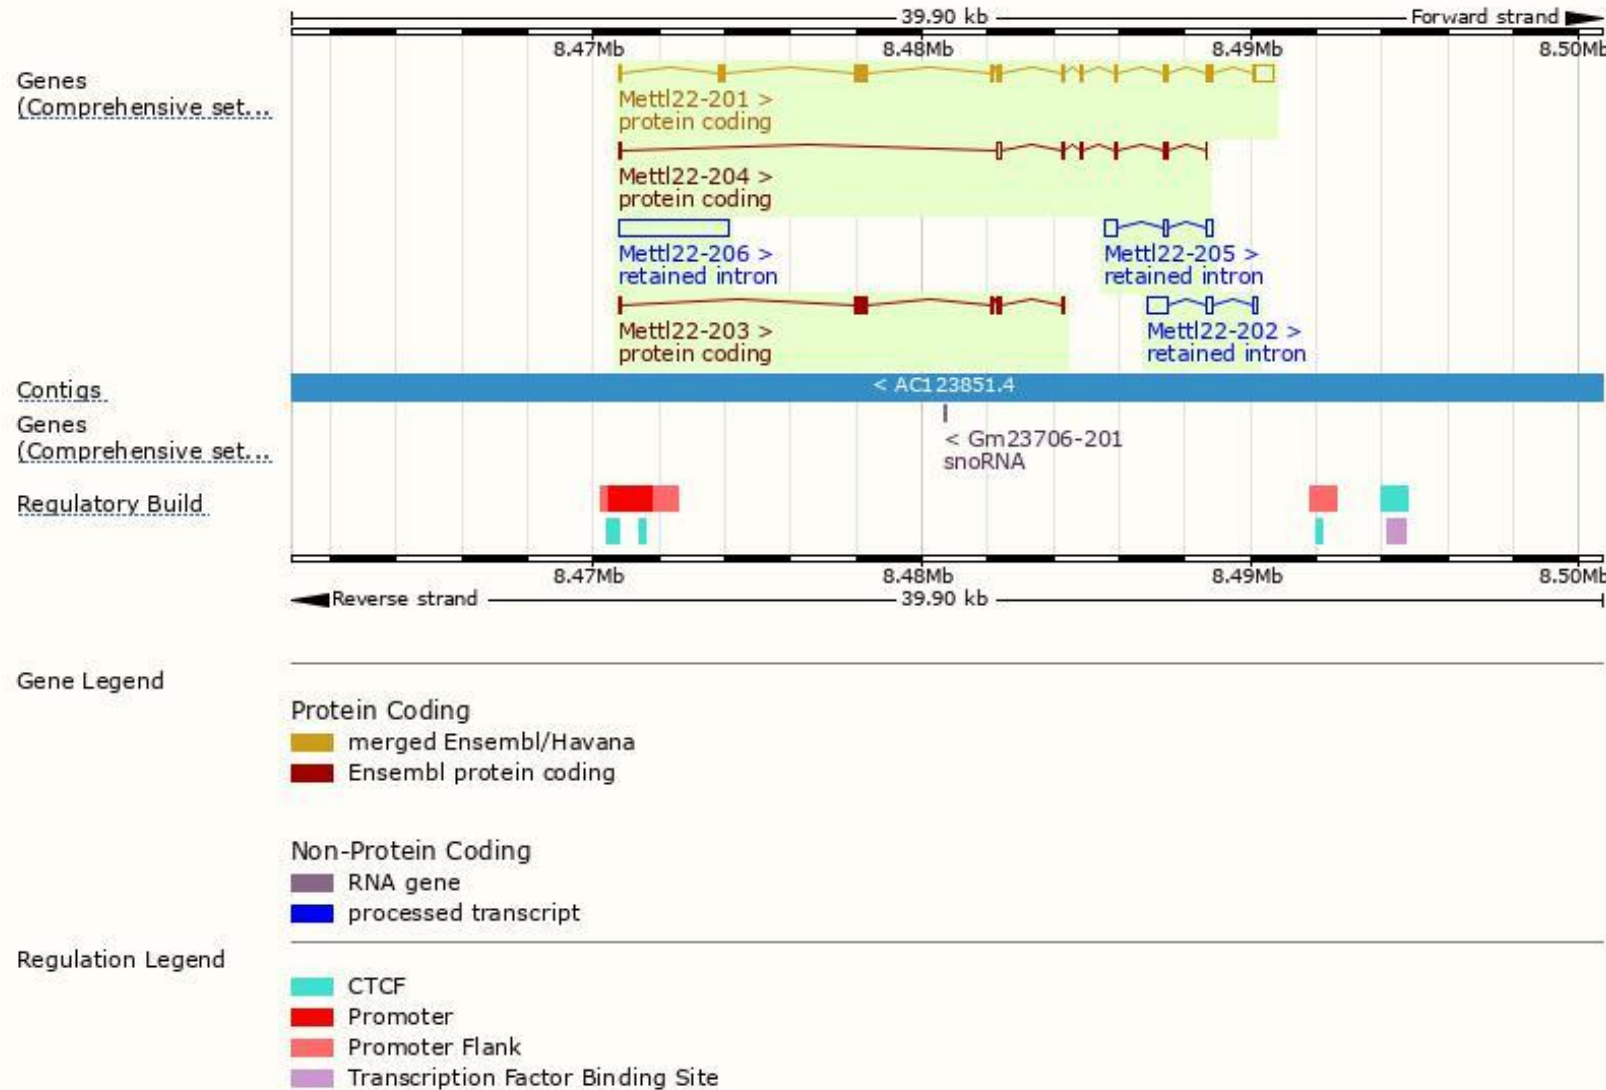 39.90 kb Forward strand
8.47Mb 8.48Mb 8.49Mb 8.50Mb
Genes
(Comprehensive set...
Mettl22-201 >
protein coding
Mettl22-204 >
protein coding
Mettl22-206 > Mettl22-205 >
retained intron retained intron
Mettl22-203 > Mettl22-202 >
protein coding retained intron
Contigs < AC123851.4
Genes
(Comprehensive set...
< Gm23706-201
snoRNA
Regulatory Build
8.47Mb 8.48Mb 8.49Mb 8.50Mb
Reverse strand 39.90 kb
Gene Legend
Protein Coding
merged Ensembl/Havana
Ensembl protein coding
Non-Protein Coding
RNA gene
processed transcript
Regulation Legend
CTCF
Promoter
Promoter Flank
Transcription Factor Binding Site